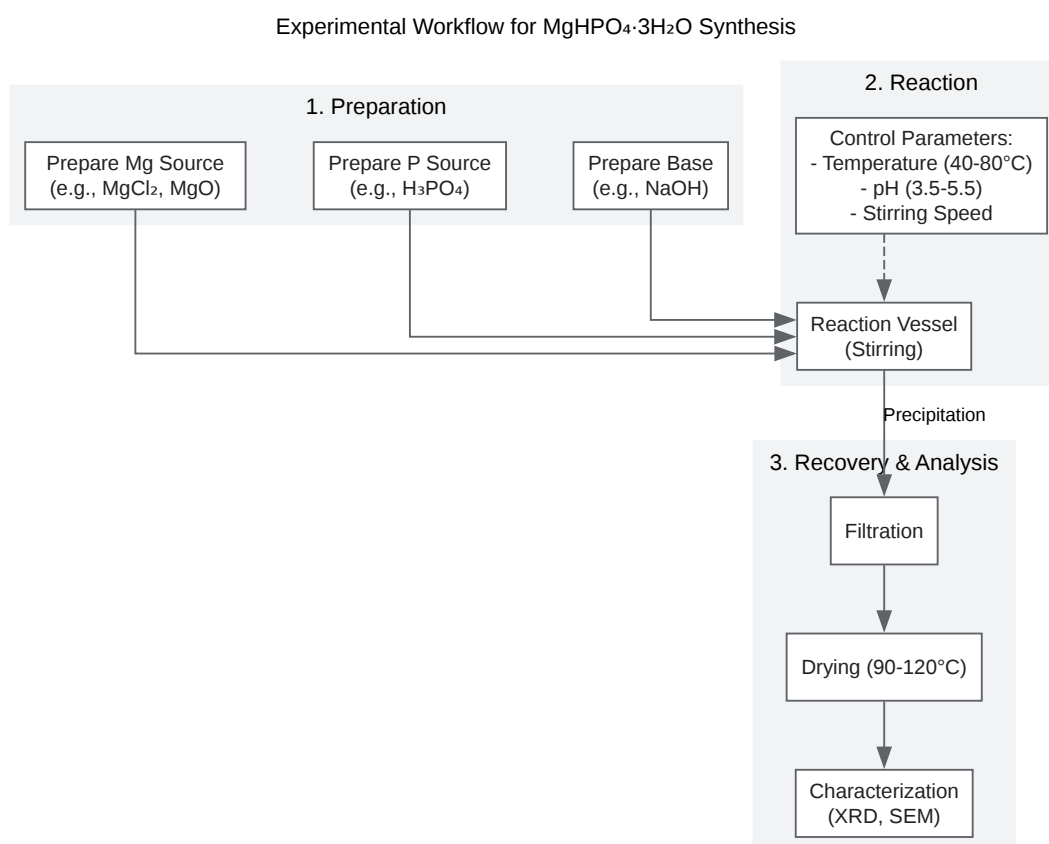 Experimental Workflow for MgHPO₄·3H₂O Synthesis
1. Preparation
Prepare Mg Source
(e.g., MgCl₂, MgO)
Prepare P Source
(e.g., H₃PO₄)
Prepare Base
(e.g., NaOH)
2. Reaction
Control Parameters:
- Temperature (40-80°C)
- pH (3.5-5.5)
- Stirring Speed
Reaction Vessel
(Stirring)
Precipitation
3. Recovery & Analysis
Filtration
Drying (90-120°C)
Characterization
(XRD, SEM)